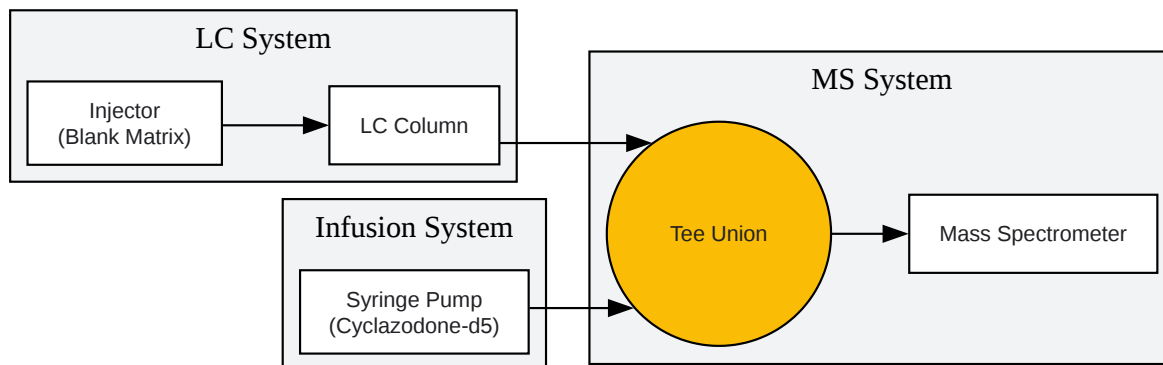 LC System
Injector
(Blank Matrix)
LC Column
MS System
Tee Union
Mass Spectrometer
Infusion System
Syringe Pump
(Cyclazodone-d5)